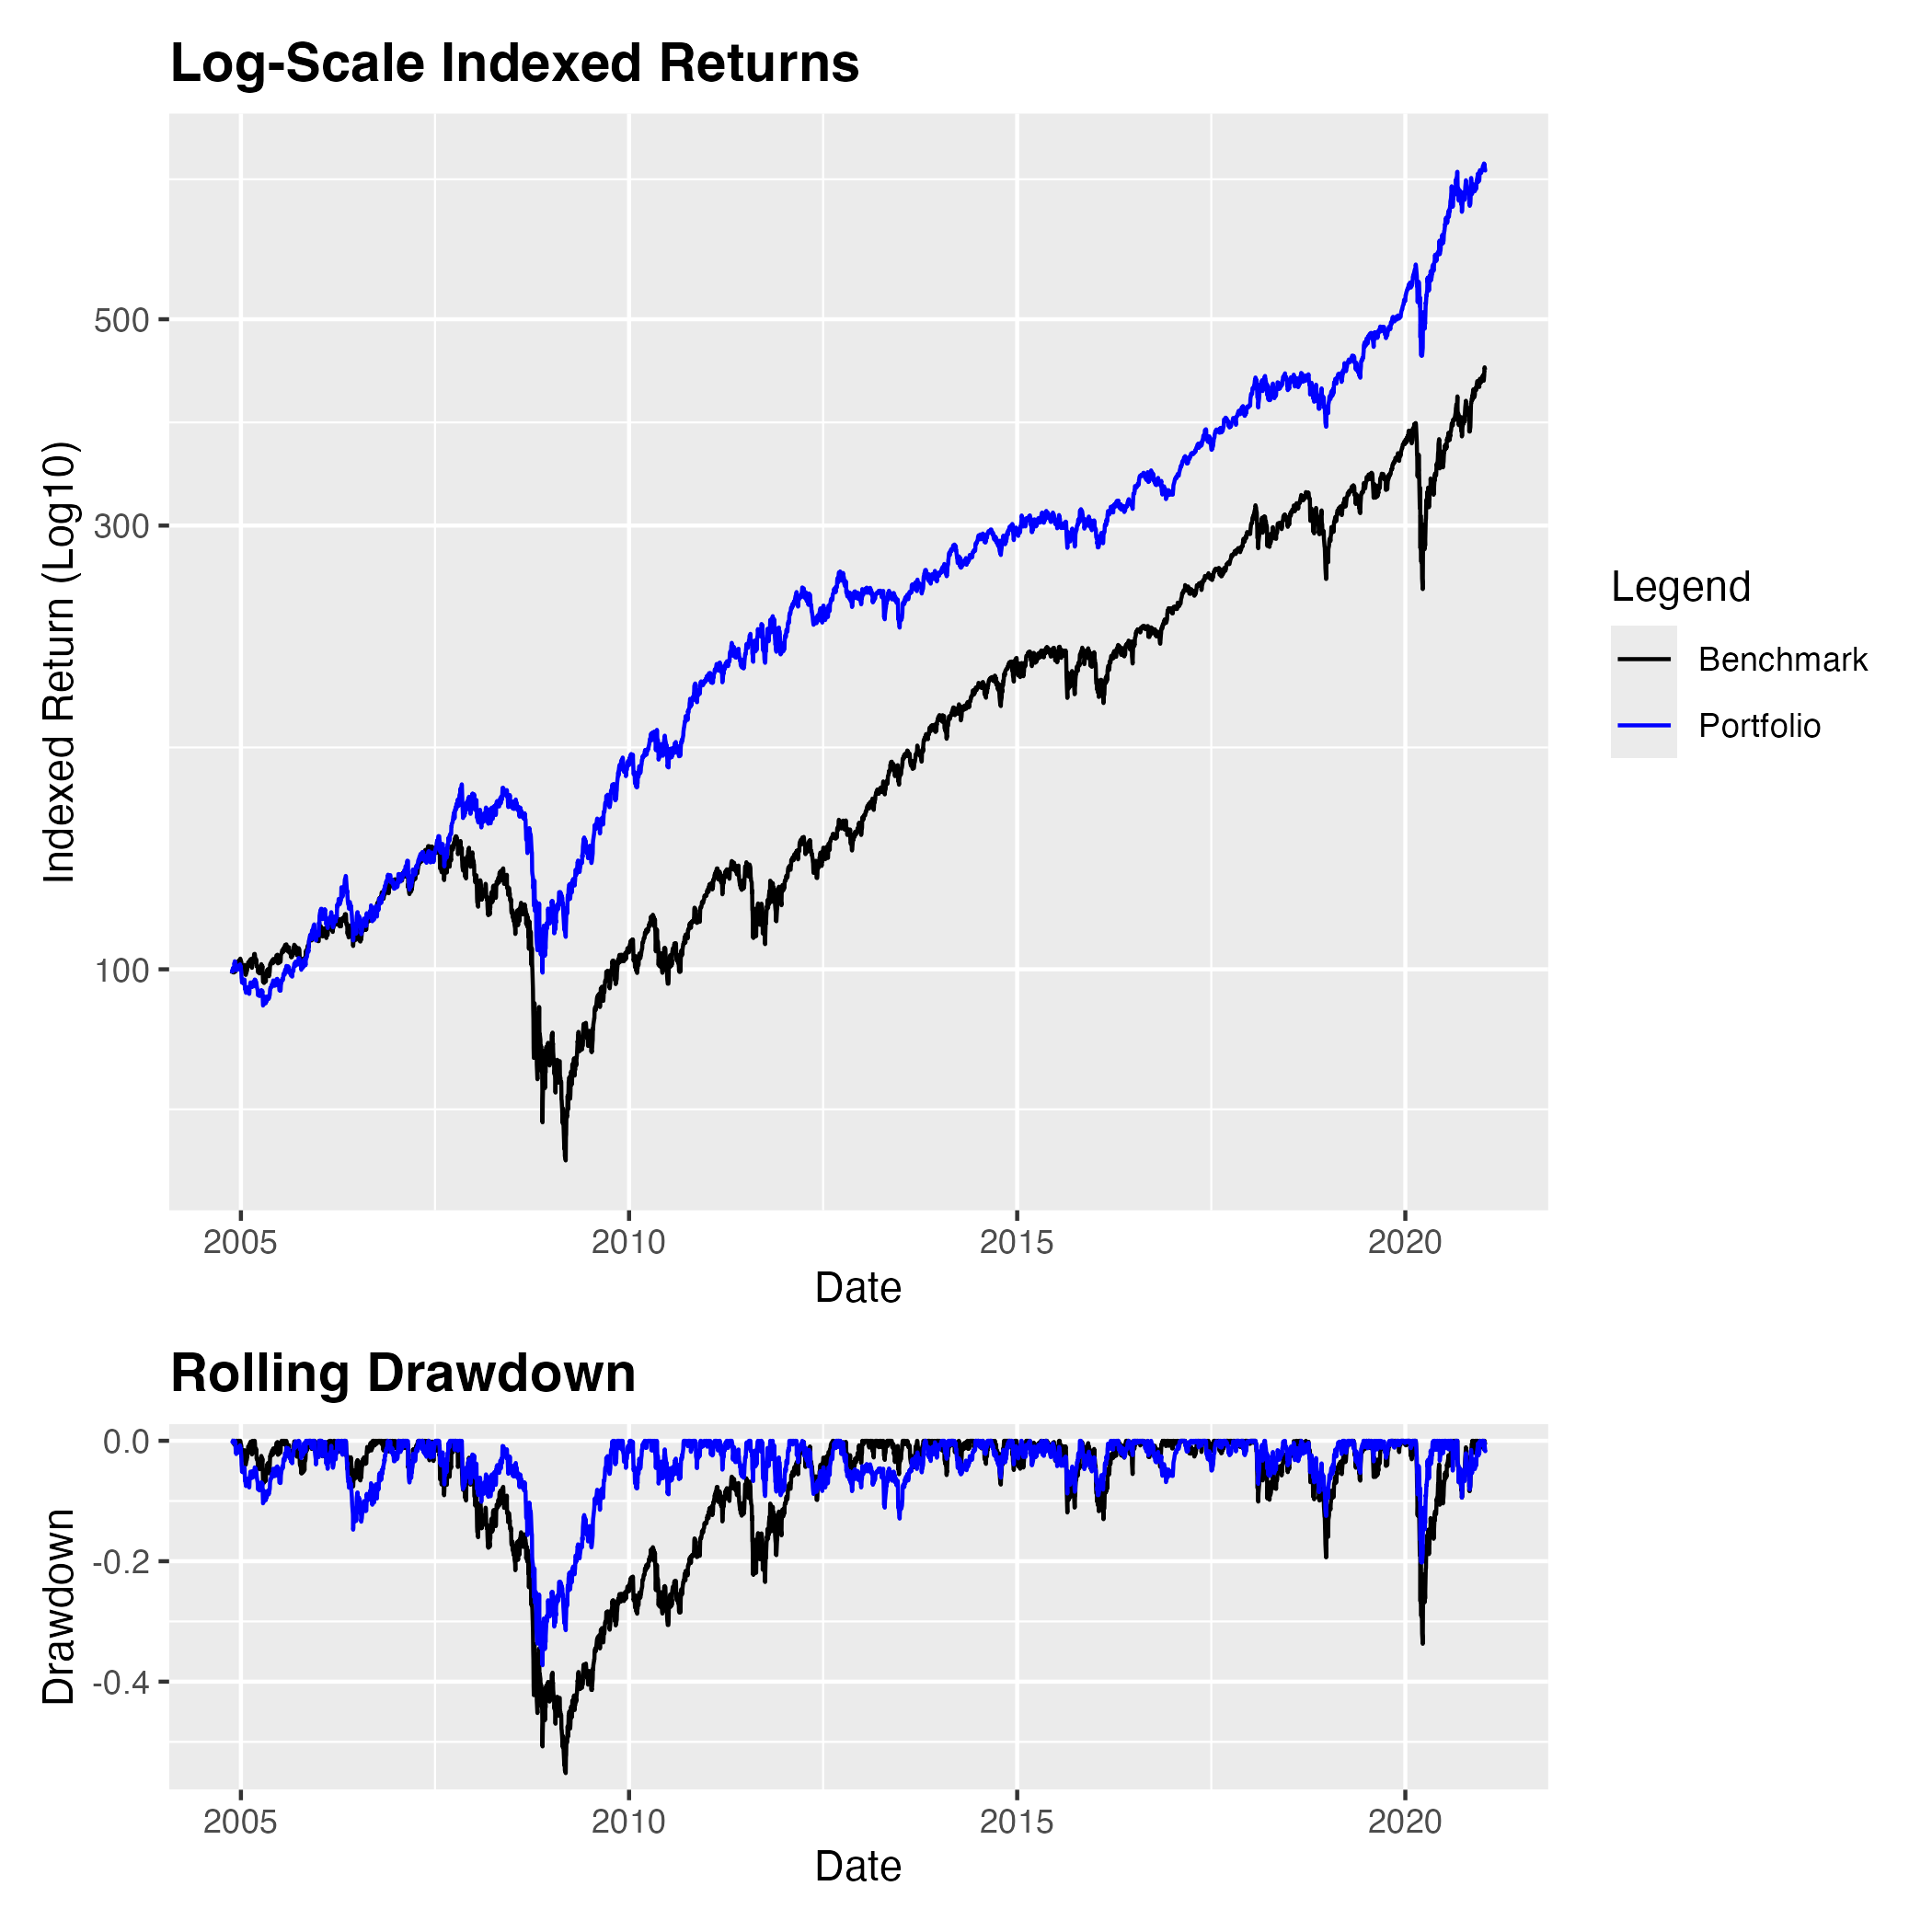 Log-Scale Indexed Returns
Indexed Return (Log10)
500
300
100
2005 2010 2015 2020
Date
Legend
Benchmark
Portfolio
Rolling Drawdown
Drawdown
0.0
-0.2
-0.4
2005 2010 2015 2020
Date